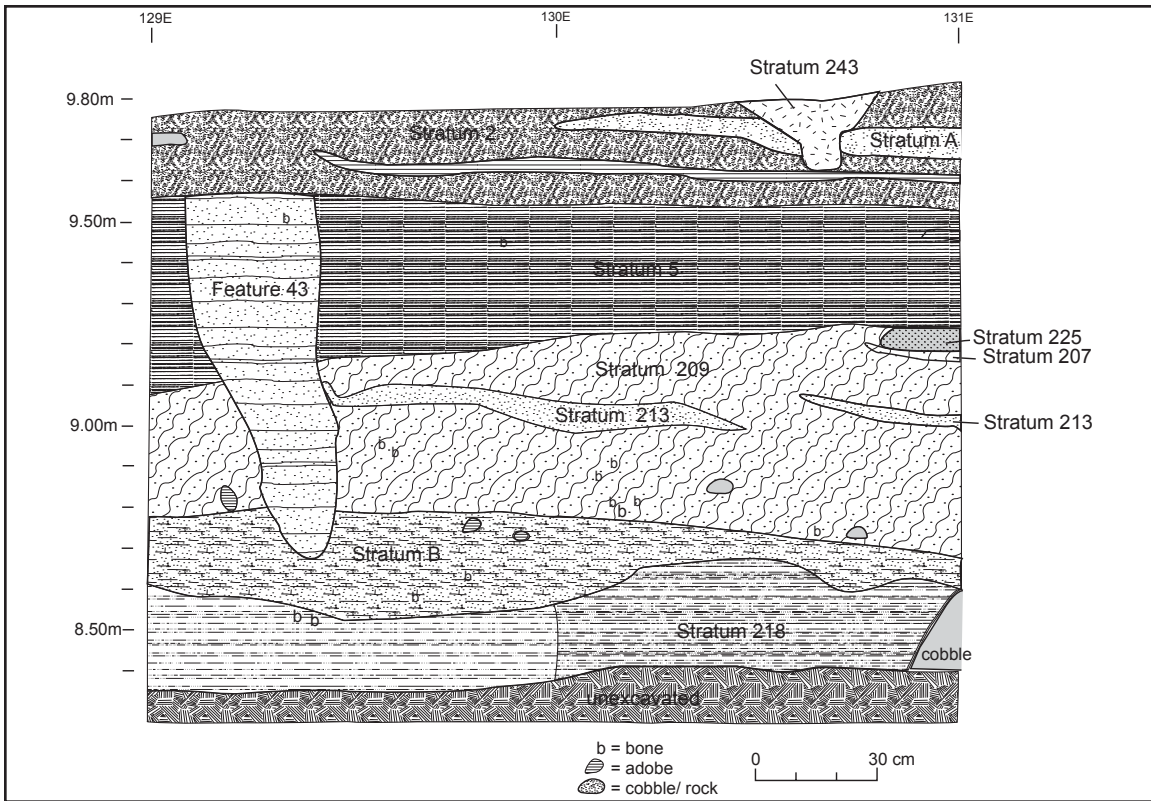 129E 130E 131E
Stratum 243
9.80m
Stratum 2
Stratum A
9.50m
b
b
Stratum 5
Feature 43
Stratum 225
Stratum 207
Stratum 209
Stratum 213
Stratum 213
9.00m
b
b
b
b
b
b
b
b
Stratum B
b
b
b b
8.50m
Stratum 218
cobble
unexcavated
b = bone
= adobe
= cobble/ rock
0 30 cm